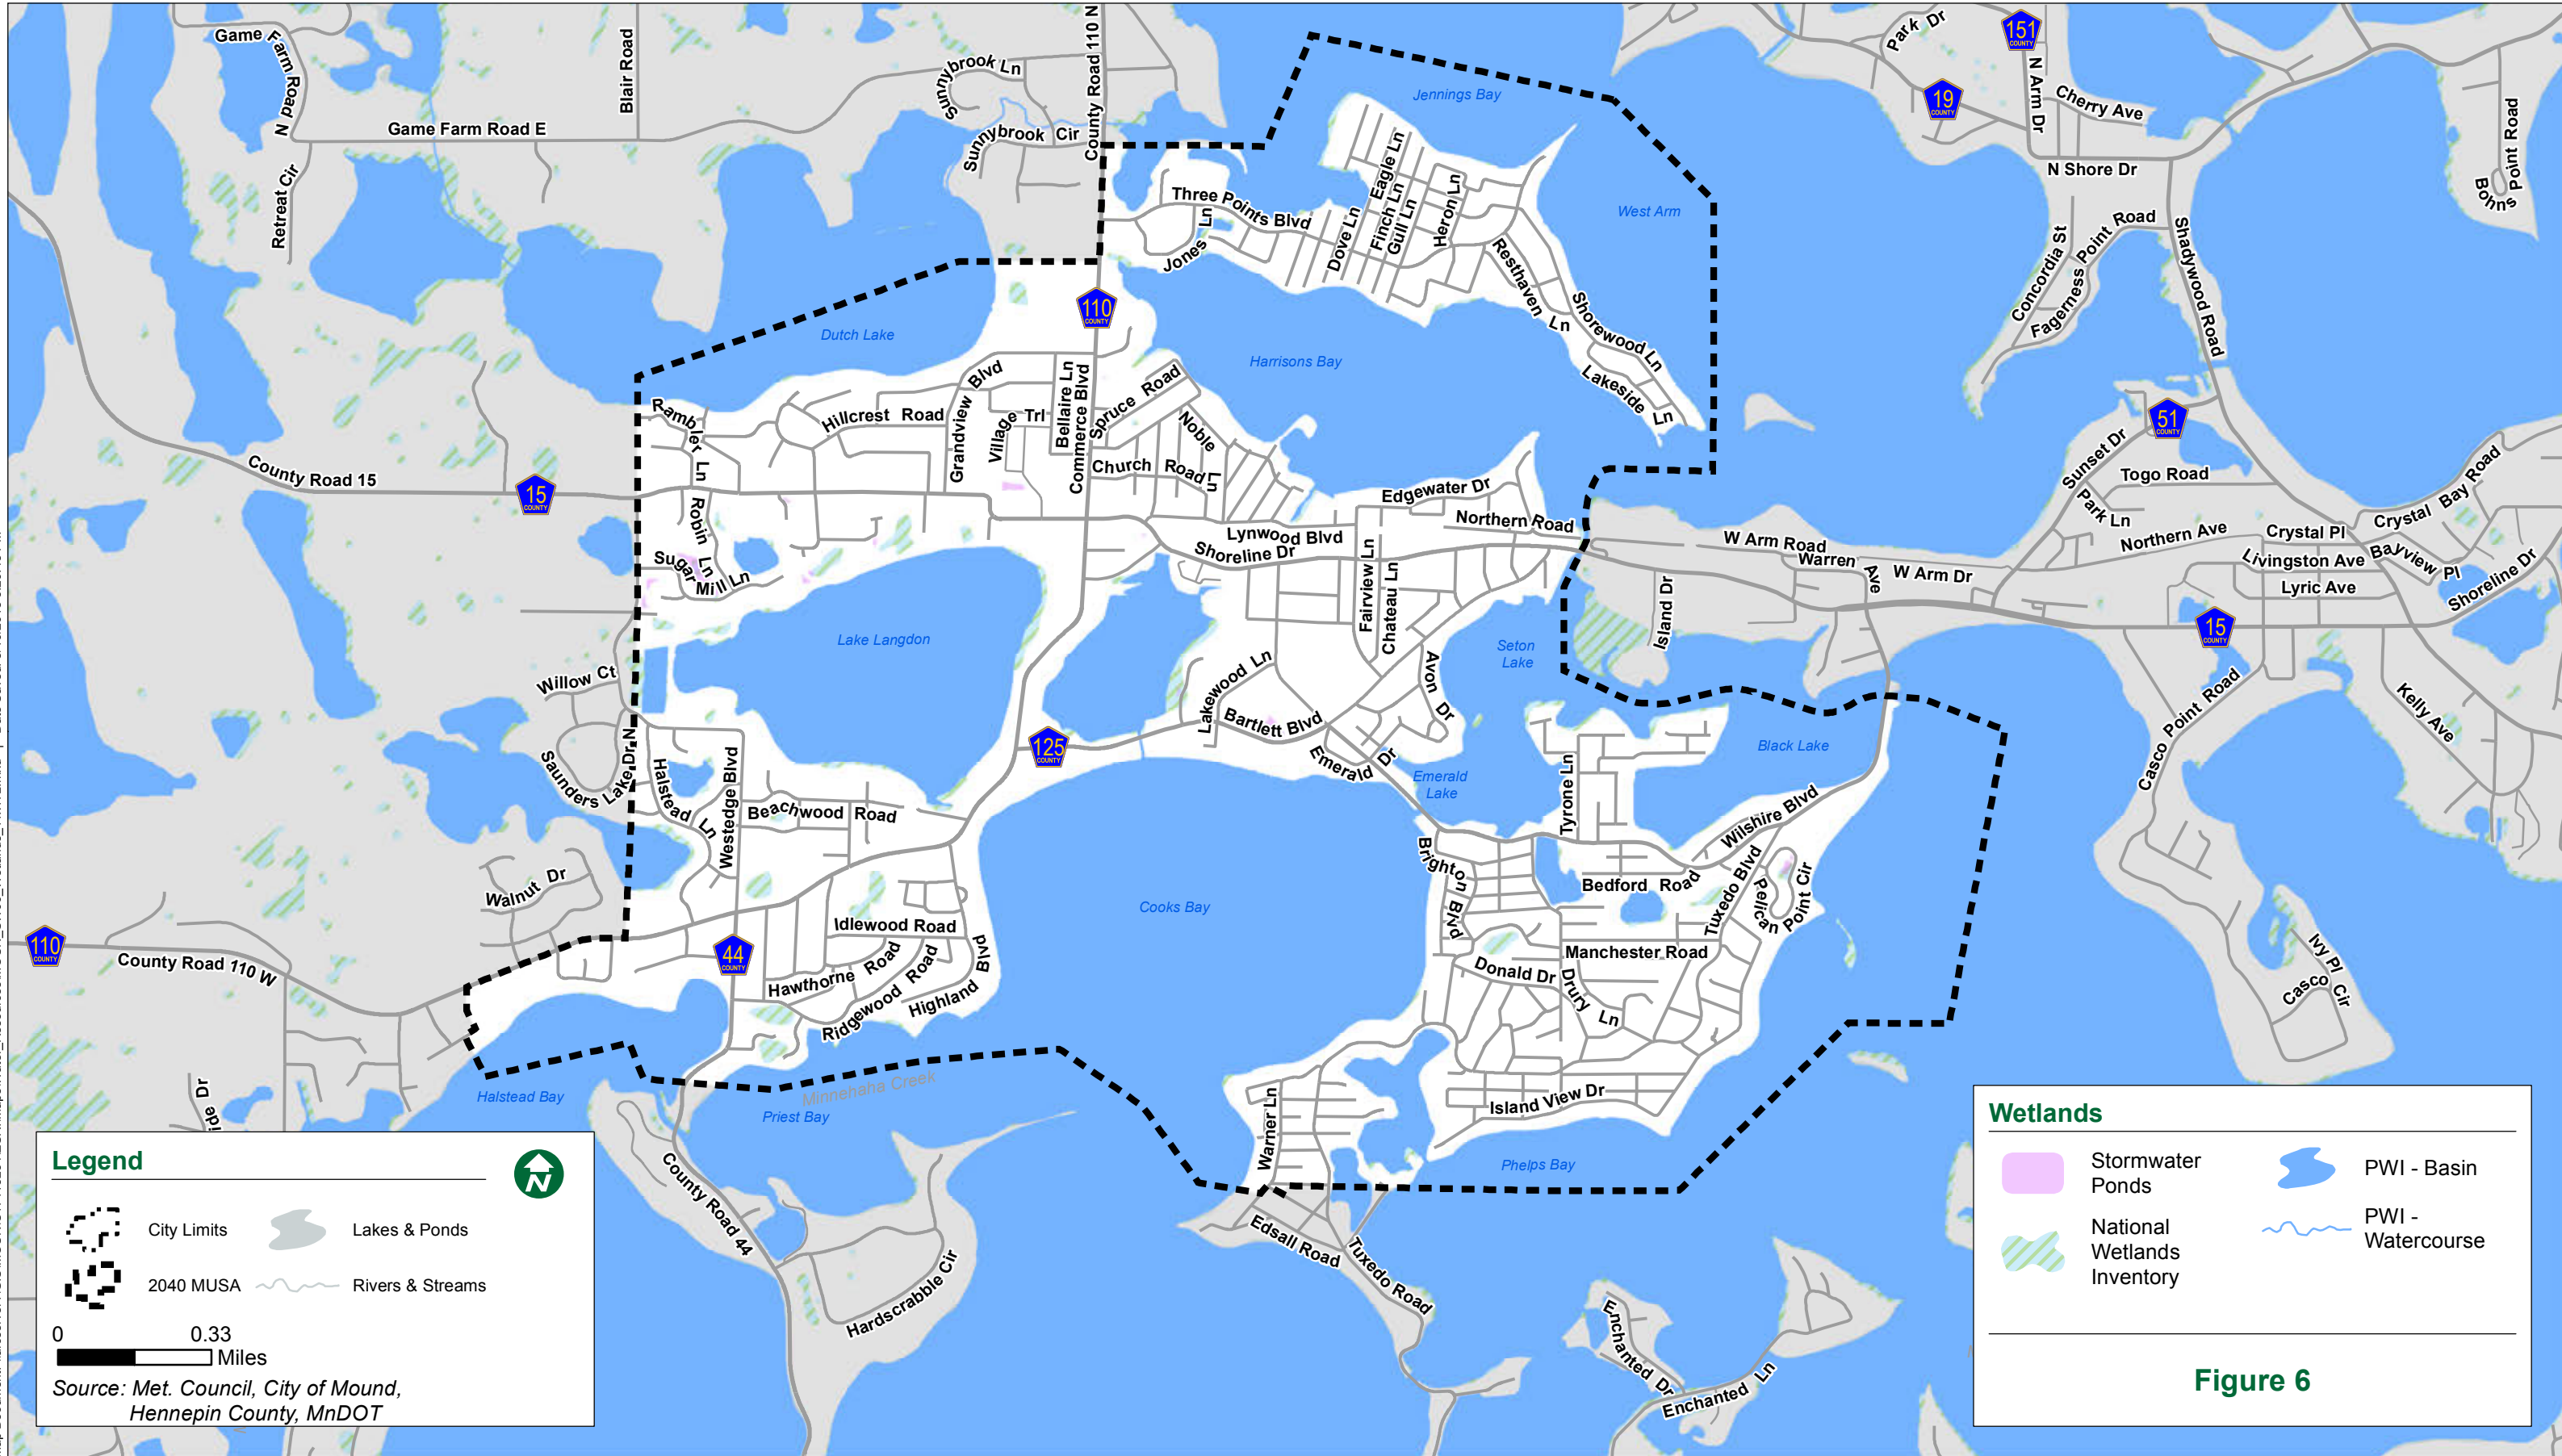 Game Farm Road N
Blair Road
Sunnybrook Ln
County Road 110 N
Park Dr
151
COUNTY
19
COUNTY
N Arm Dr
Cherry Ave
Bohns Point Road
Jennings Bay
Game Farm Road E
Sunnybrook Cir
Retreat Cir
N Shore Dr
Three Points Blvd
Jones Ln
Dove Ln
Eagle Ln
Finch Ln
Gull Ln
Heron Ln
West Arm
Resthaven Ln
Shorewood Ln
Lakeside Ln
Concordia St
Fagerness Point Road
Shadywood Road
110
COUNTY
Dutch Lake
Harrisons Bay
Rambler Ln
Hillcrest Road
Grandview Blvd
Village Trl
Bellaire Ln
Commerce Blvd
Spruce Road
Noble Ln
Church Road
51
COUNTY
Sunset Dr
Togo Road
Park Ln
County Road 15
15
COUNTY
Robin Ln
Edgewater Dr
Northern Road
Lynwood Blvd
Shoreline Dr
W Arm Road
Warren Ave
W Arm Dr
Northern Ave
Crystal Pl
Crystal Bay Road
Livingston Ave
Bayview Pl
Lyric Ave
Shoreline Dr
Sugar Mill Ln
Fairview Ln
Chateau Ln
Island Dr
15
COUNTY
Lake Langdon
Seton
Lake
Willow Ct
Lakewood Ln
Avon Dr
Bartlett Blvd
Casco Point Road
Kelly Ave
125
COUNTY
Saunders Lake Dr N
Halstead Ln
Westedge Blvd
Beachwood Road
Emerald Dr
Emerald
Lake
Tyrone Ln
Black Lake
Wilshire Blvd
Brighton Blvd
Bedford Road
Tuxedo Blvd
Pelican Point Cir
Walnut Dr
Cooks Bay
Idlewood Road
110
COUNTY
County Road 110 W
44
COUNTY
Hawthorne Road
Ridgewood Road
Highland Blvd
Manchester Road
Donald Dr
Drury Ln
Ivy Pl
Casco Cir
Halstead Bay
Minnehaha Creek
Priest Bay
Warner Ln
Island View Dr
Phelps Bay
ide Dr
County Road 44
Hardscrabble Cir
Edsall Road
Tuxedo Road
Enchanted Dr
Enchanted Ln
Legend
N
City Limits
Lakes & Ponds
2040 MUSA
Rivers & Streams
0
0.33
Miles
Source: Met. Council, City of Mound,
Hennepin County, MnDOT
Wetlands
Stormwater
Ponds
PWI - Basin
National
Wetlands
Inventory
PWI -
Watercourse
Figure 6